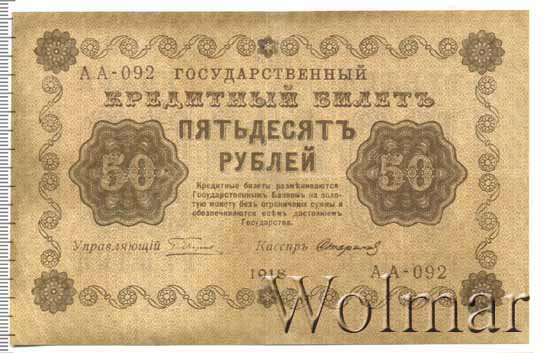 Wolmar
АА-092 ГОСУДАРСТВЕННЫЙ
КРЕДИТНЫЙ БИЛЕТЪ
ПЯТЬДЕСЯТЪ
РУБЛЕЙ
50
50
Кредитные билеты размѣниваются
Государственнымъ Банкомъ на золо-
тую монету безъ ограниченія суммы и
обезпечиваются всѣмъ достояніемъ
Государства.
Управляющій
Кассиръ
1918
АА-092
Wolmar